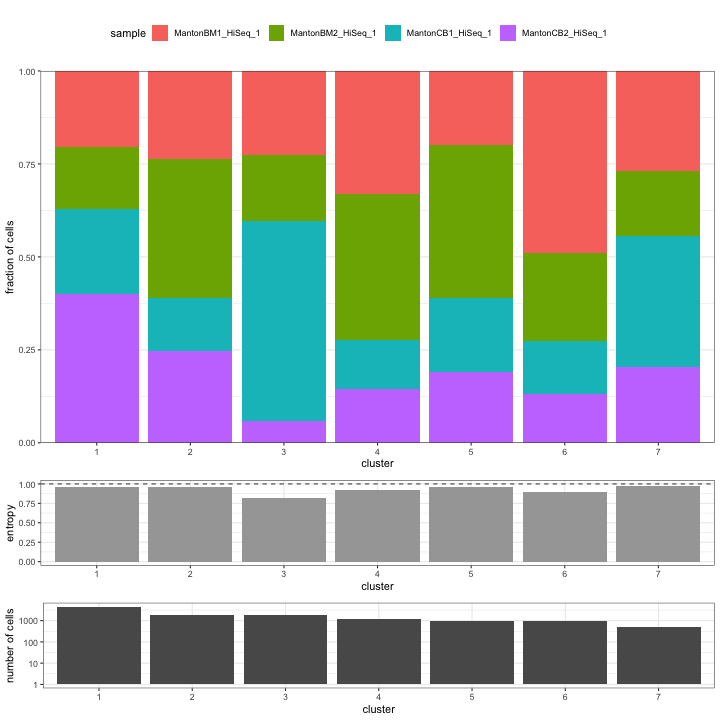 sample MantonBM1_HiSeq_1 MantonBM2_HiSeq_1 MantonCB1_HiSeq_1 MantonCB2_HiSeq_1
fraction of cells
1.00
0.75
0.50
0.25
0.00
1 2 3 4 5 6 7
cluster
entropy
1.00
0.75
0.50
0.25
0.00
1 2 3 4 5 6 7
cluster
number of cells
1000
100
10
1
1 2 3 4 5 6 7
cluster